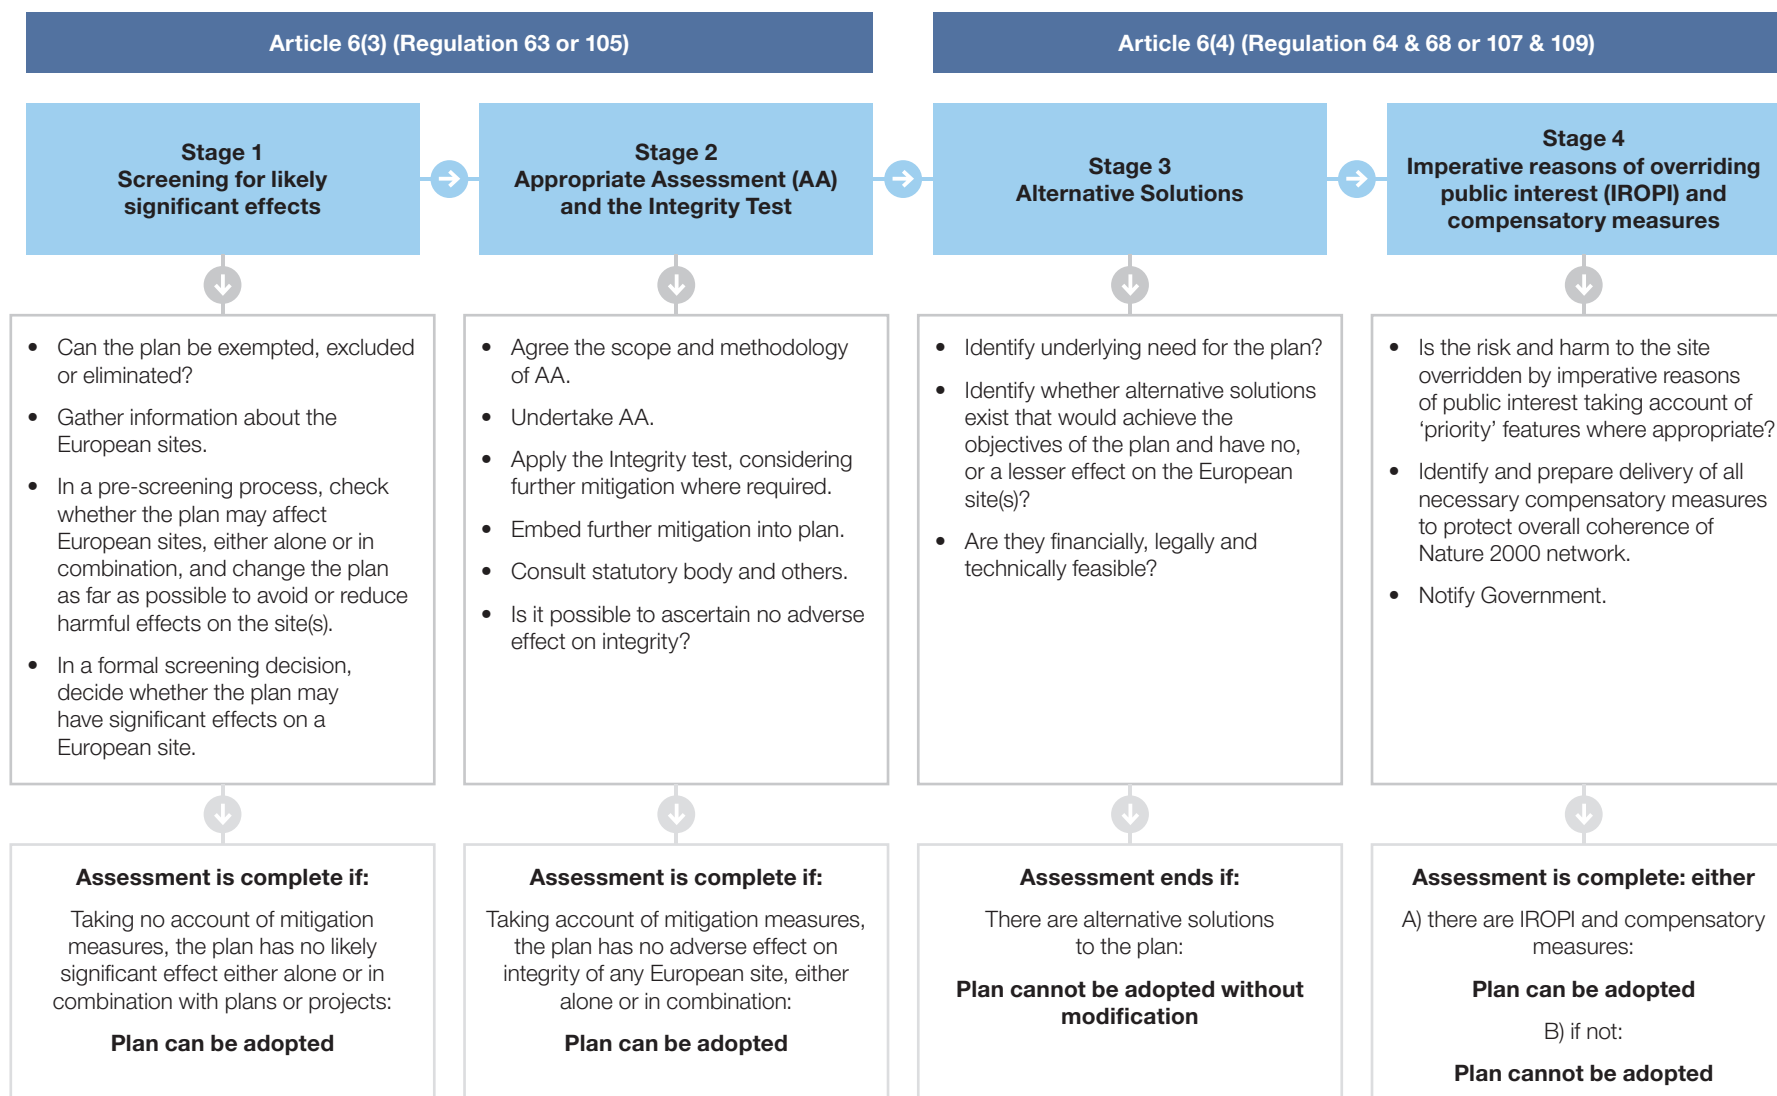 Article 6(3) (Regulation 63 or 105)
Article 6(4) (Regulation 64 & 68 or 107 & 109)
Stage 1
Screening for likely
significant effects
Stage 2
Appropriate Assessment (AA)
and the Integrity Test
Stage 3
Alternative Solutions
Stage 4
Imperative reasons of overriding
public interest (IROPI) and
compensatory measures
• Can the plan be exempted, excluded
or eliminated?
• Gather information about the
European sites.
• In a pre-screening process, check
whether the plan may affect
European sites, either alone or in
combination, and change the plan
as far as possible to avoid or reduce
harmful effects on the site(s).
• In a formal screening decision,
decide whether the plan may
have significant effects on a
European site.
• Agree the scope and methodology
of AA.
• Undertake AA.
• Apply the Integrity test, considering
further mitigation where required.
• Embed further mitigation into plan.
• Consult statutory body and others.
• Is it possible to ascertain no adverse
effect on integrity?
• Identify underlying need for the plan?
• Identify whether alternative solutions
exist that would achieve the
objectives of the plan and have no,
or a lesser effect on the European
site(s)?
• Are they financially, legally and
technically feasible?
• Is the risk and harm to the site
overridden by imperative reasons
of public interest taking account of
‘priority’ features where appropriate?
• Identify and prepare delivery of all
necessary compensatory measures
to protect overall coherence of
Nature 2000 network.
• Notify Government.
Assessment is complete if:
Taking no account of mitigation
measures, the plan has no likely
significant effect either alone or in
combination with plans or projects:
Plan can be adopted
Assessment is complete if:
Taking account of mitigation measures,
the plan has no adverse effect on
integrity of any European site, either
alone or in combination:
Plan can be adopted
Assessment ends if:
There are alternative solutions
to the plan:
Plan cannot be adopted without
modification
Assessment is complete: either
A) there are IROPI and compensatory
measures:
Plan can be adopted
B) if not:
Plan cannot be adopted